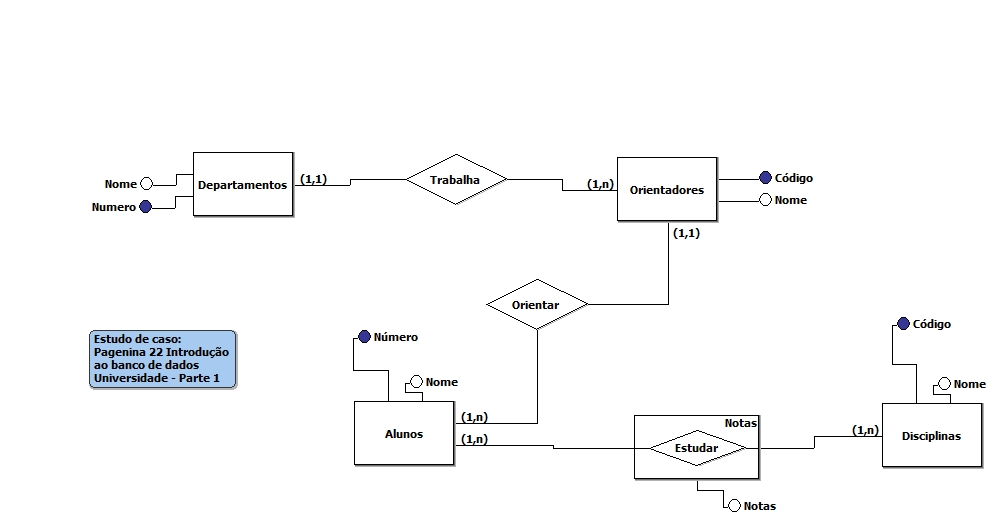 Nome
Numero
Departamentos
(1,1)
Trabalha
(1,n)
Orientadores
Código
Nome
(1,1)
Orientar
Estudo de caso:
Pagenina 22 Introdução
ao banco de dados
Universidade - Parte 1
Número
Nome
Alunos
(1,n)
(1,n)
Notas
Estudar
Notas
(1,n)
Código
Nome
Disciplinas